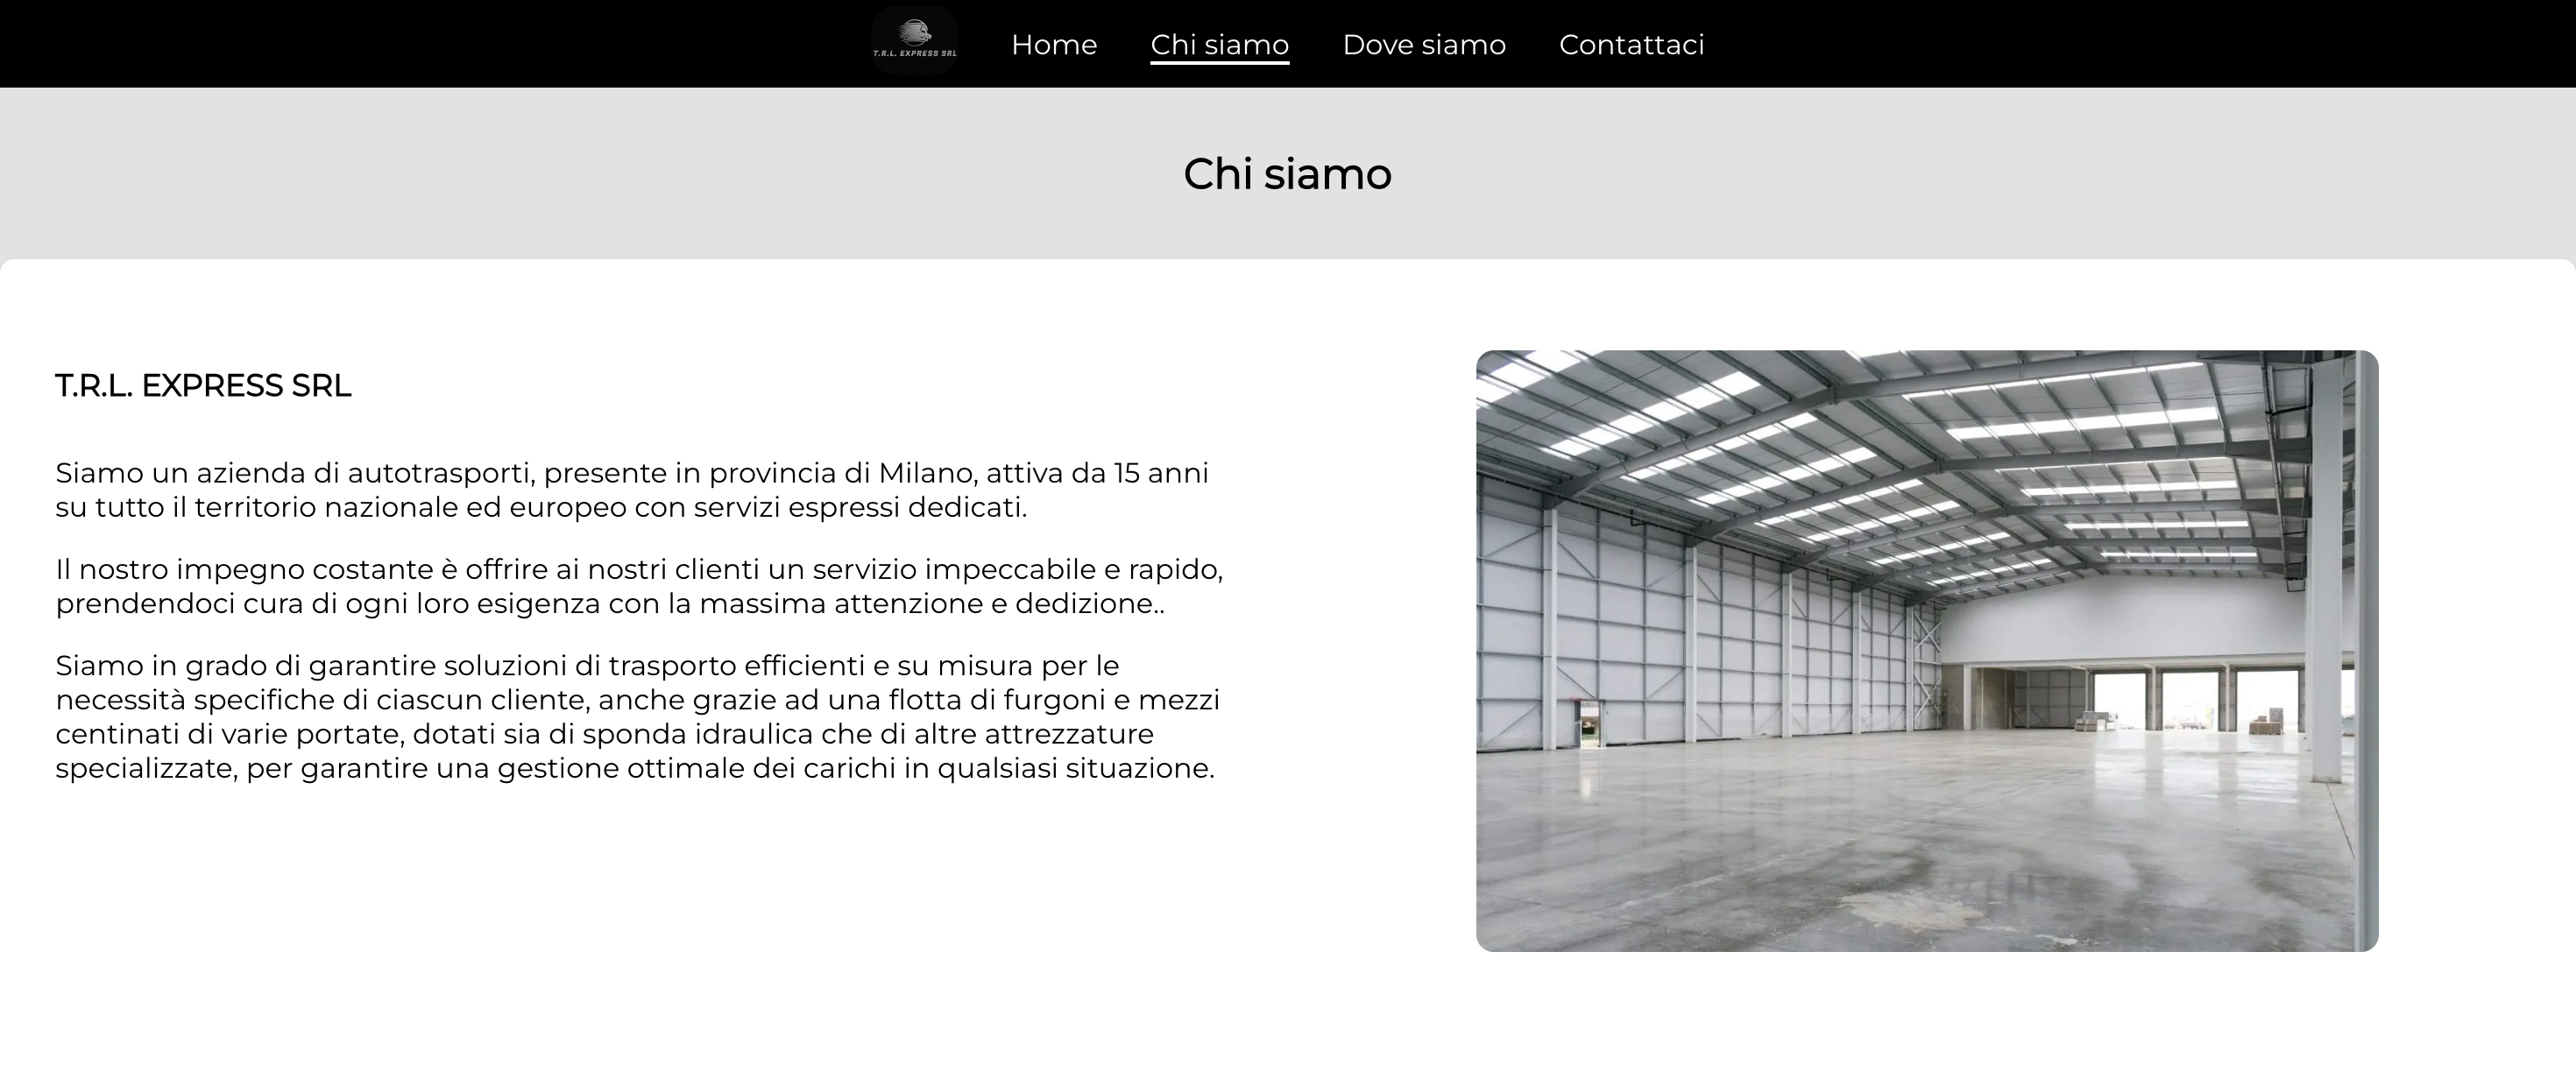 T.R.L. EXPRESS SRL
Home
Chi siamo
Dove siamo
Contattaci
Chi siamo
T.R.L. EXPRESS SRL
Siamo un azienda di autotrasporti, presente in provincia di Milano, attiva da 15 anni
su tutto il territorio nazionale ed europeo con servizi espressi dedicati.
Il nostro impegno costante è offrire ai nostri clienti un servizio impeccabile e rapido,
prendendoci cura di ogni loro esigenza con la massima attenzione e dedizione..
Siamo in grado di garantire soluzioni di trasporto efficienti e su misura per le
necessità specifiche di ciascun cliente, anche grazie ad una flotta di furgoni e mezzi
centinati di varie portate, dotati sia di sponda idraulica che di altre attrezzature
specializzate, per garantire una gestione ottimale dei carichi in qualsiasi situazione.